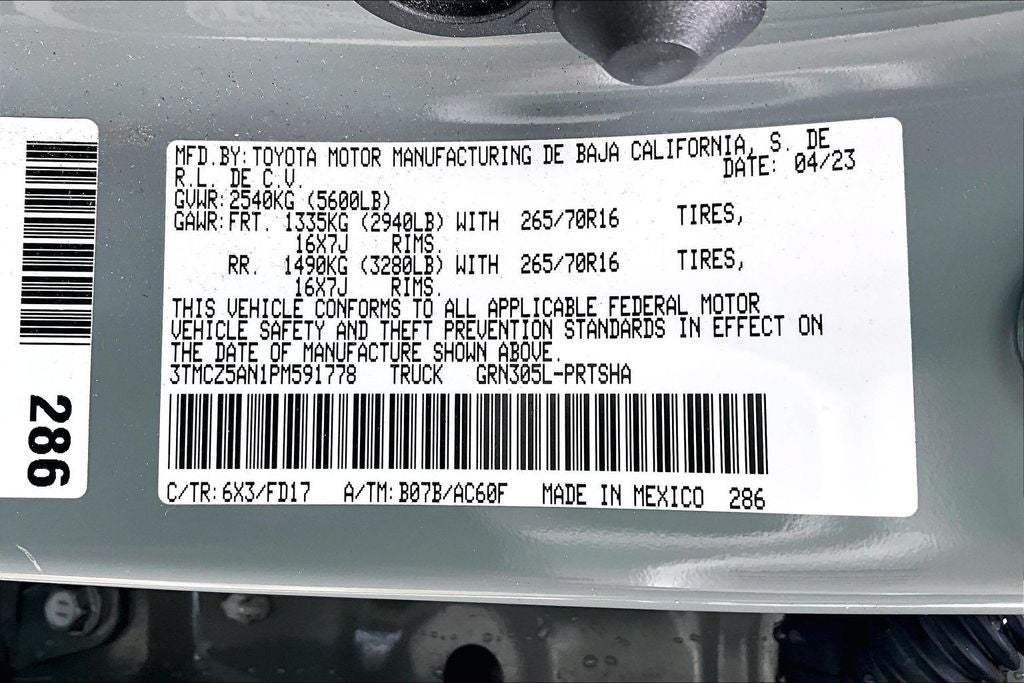 MFD.BY:TOYOTA MOTOR MANUFACTURING DE BAJA CALIFORNIA, S. DE
R.L. DE C.V. DATE: 04/23
GVWR:2540KG (5600LB)
GAWR:FRT. 1335KG (2940LB) WITH 265/70R16 TIRES,
16X7J RIMS.
RR. 1490KG (3280LB) WITH 265/70R16 TIRES,
16X7J RIMS.
THIS VEHICLE CONFORMS TO ALL APPLICABLE FEDERAL MOTOR
VEHICLE SAFETY AND THEFT PREVENTION STANDARDS IN EFFECT ON
THE DATE OF MANUFACTURE SHOWN ABOVE.
3TMCZ5AN1PM591778 TRUCK GRN305L-PRTSHA
C/TR:6X3/FD17 A/TM:B07B/AC60F MADE IN MEXICO 286
286